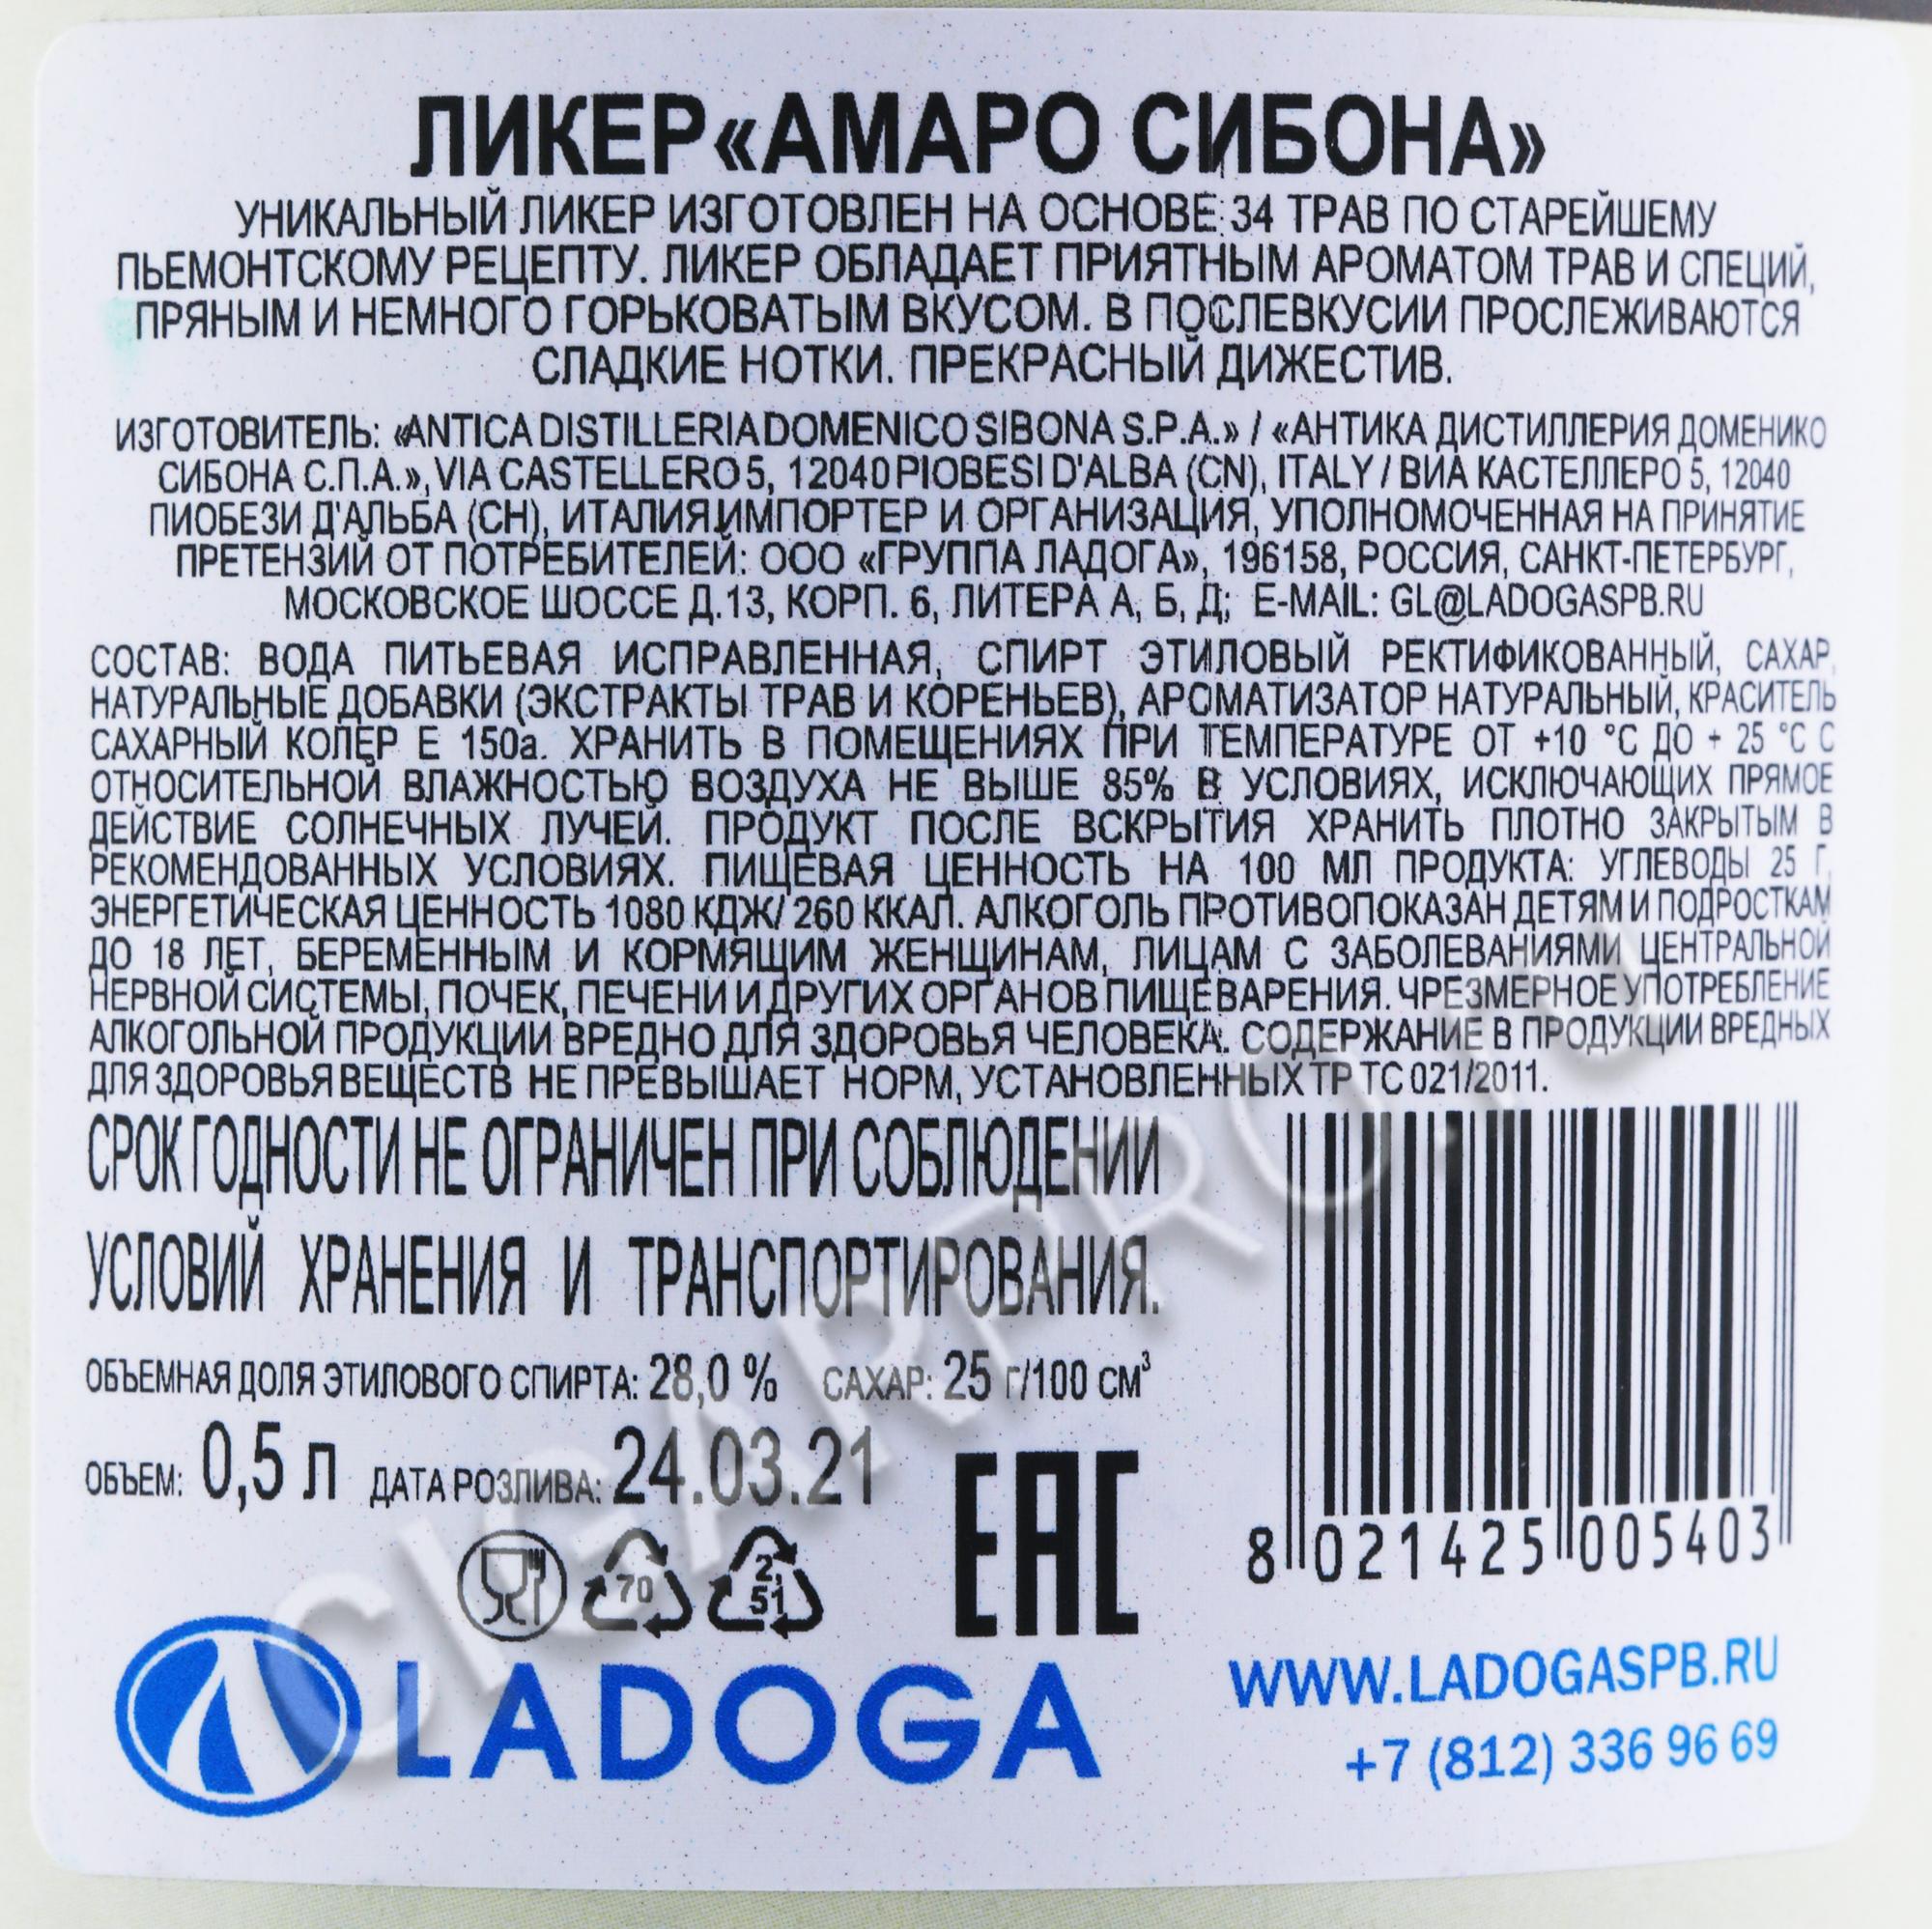 ЛИКЕР«АМАРО СИБОНА»
УНИКАЛЬНЫЙ ЛИКЕР ИЗГОТОВЛЕН НА ОСНОВЕ 34 ТРАВ ПО СТАРЕЙШЕМУ
ПЬЕМОНТСКОМУ РЕЦЕПТУ. ЛИКЕР ОБЛАДАЕТ ПРИЯТНЫМ АРОМАТОМ ТРАВ И СПЕЦИЙ,
ПРЯНЫМ И НЕМНОГО ГОРЬКОВАТЫМ ВКУСОМ. В ПОСЛЕВКУСИИ ПРОСЛЕЖИВАЮТСЯ
СЛАДКИЕ НОТКИ. ПРЕКРАСНЫЙ ДИЖЕСТИВ.
ИЗГОТОВИТЕЛЬ: «ANTICA DISTILLERIA DOMENICO SIBONA S.P.A.» / «АНТИКА ДИСТИЛЛЕРИЯ ДОМЕНИКО
СИБОНА С.П.А.», VIA CASTELLERO 5, 12040 PIOBESI D'ALBA (CN), ITALY / ВИА КАСТЕЛЛЕРО 5, 12040
ПИОБЕЗИ Д'АЛЬБА (СН), ИТАЛИЯ.ИМПОРТЕР И ОРГАНИЗАЦИЯ, УПОЛНОМОЧЕННАЯ НА ПРИНЯТИЕ
ПРЕТЕНЗИЙ ОТ ПОТРЕБИТЕЛЕЙ: ООО «ГРУППА ЛАДОГА», 196158, РОССИЯ, САНКТ-ПЕТЕРБУРГ,
МОСКОВСКОЕ ШОССЕ Д.13, КОРП. 6, ЛИТЕРА А, Б, Д; E-MAIL: GL@LADOGASPB.RU
СОСТАВ: ВОДА ПИТЬЕВАЯ ИСПРАВЛЕННАЯ, СПИРТ ЭТИЛОВЫЙ РЕКТИФИКОВАННЫЙ, САХАР,
НАТУРАЛЬНЫЕ ДОБАВКИ (ЭКСТРАКТЫ ТРАВ И КОРЕНЬЕВ), АРОМАТИЗАТОР НАТУРАЛЬНЫЙ, КРАСИТЕЛЬ
САХАРНЫЙ КОЛЕР Е 150а. ХРАНИТЬ В ПОМЕЩЕНИЯХ ПРИ ТЕМПЕРАТУРЕ ОТ +10 °С ДО + 25 °С С
ОТНОСИТЕЛЬНОЙ ВЛАЖНОСТЬЮ ВОЗДУХА НЕ ВЫШЕ 85% В УСЛОВИЯХ, ИСКЛЮЧАЮЩИХ ПРЯМОЕ
ДЕЙСТВИЕ СОЛНЕЧНЫХ ЛУЧЕЙ. ПРОДУКТ ПОСЛЕ ВСКРЫТИЯ ХРАНИТЬ ПЛОТНО ЗАКРЫТЫМ В
РЕКОМЕНДОВАННЫХ УСЛОВИЯХ. ПИЩЕВАЯ ЦЕННОСТЬ НА 100 МЛ ПРОДУКТА: УГЛЕВОДЫ 25 Г,
ЭНЕРГЕТИЧЕСКАЯ ЦЕННОСТЬ 1080 КДЖ/ 260 ККАЛ. АЛКОГОЛЬ ПРОТИВОПОКАЗАН ДЕТЯМ И ПОДРОСТКАМ
ДО 18 ЛЕТ, БЕРЕМЕННЫМ И КОРМЯЩИМ ЖЕНЩИНАМ, ЛИЦАМ С ЗАБОЛЕВАНИЯМИ ЦЕНТРАЛЬНОЙ
НЕРВНОЙ СИСТЕМЫ, ПОЧЕК, ПЕЧЕНИ И ДРУГИХ ОРГАНОВ ПИЩЕВАРЕНИЯ. ЧРЕЗМЕРНОЕ УПОТРЕБЛЕНИЕ
АЛКОГОЛЬНОЙ ПРОДУКЦИИ ВРЕДНО ДЛЯ ЗДОРОВЬЯ ЧЕЛОВЕКА. СОДЕРЖАНИЕ В ПРОДУКЦИИ ВРЕДНЫХ
ДЛЯ ЗДОРОВЬЯ ВЕЩЕСТВ НЕ ПРЕВЫШАЕТ НОРМ, УСТАНОВЛЕННЫХ ТР ТС 021/2011.
СРОК ГОДНОСТИ НЕ ОГРАНИЧЕН ПРИ СОБЛЮДЕНИИ
УСЛОВИЙ ХРАНЕНИЯ И ТРАНСПОРТИРОВАНИЯ.
ОБЪЕМНАЯ ДОЛЯ ЭТИЛОВОГО СПИРТА: 28,0 % САХАР: 25 г/100 см³
ОБЪЕМ: 0,5 л ДАТА РОЗЛИВА: 24.03.21
EAC
70
2,
51
8 021425 005403
LADOGA
WWW.LADOGASPB.RU
+7 (812) 336 96 69
CIGARPRO.ru